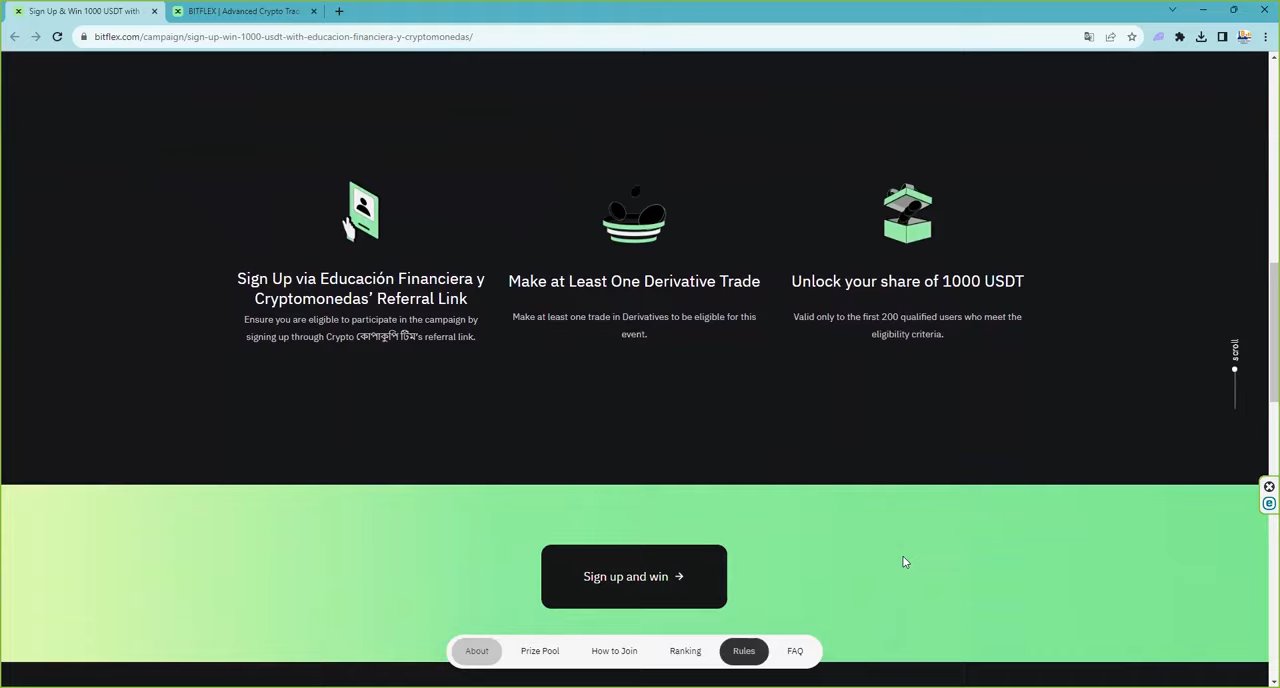 Sign Up & Win 1000 USDT with
BITFLEX | Advanced Crypto Trac
bitflex.com/campaign/sign-up-win-1000-usdt-with-educacion-financiera-y-cryptomonedas/
Sign Up via Educación Financiera y
Cryptomonedas’ Referral Link
Ensure you are eligible to participate in the campaign by
signing up through Crypto কোপাকুপি টিম's referral link.
Make at Least One Derivative Trade
Make at least one trade in Derivatives to be eligible for this
event.
Unlock your share of 1000 USDT
Valid only to the first 200 qualified users who meet the
eligibility criteria.
scroll
Sign up and win →
About
Prize Pool
How to Join
Ranking
Rules
FAQ